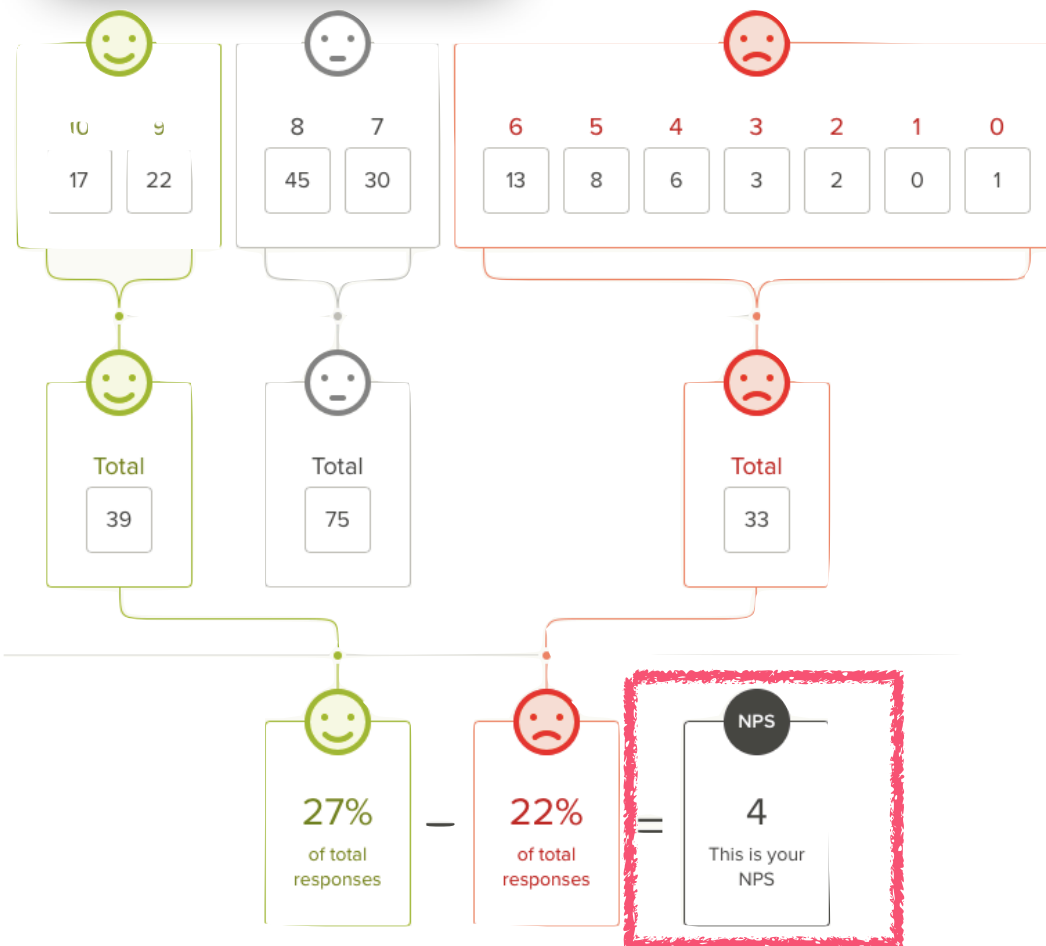 10 9
17 22
8 7
45 30
6 5 4 3 2 1 0
13 8 6 3 2 0 1
Total
39
Total
75
Total
33
27%
of total
responses
–
22%
of total
responses
=
NPS
4
This is your
NPS